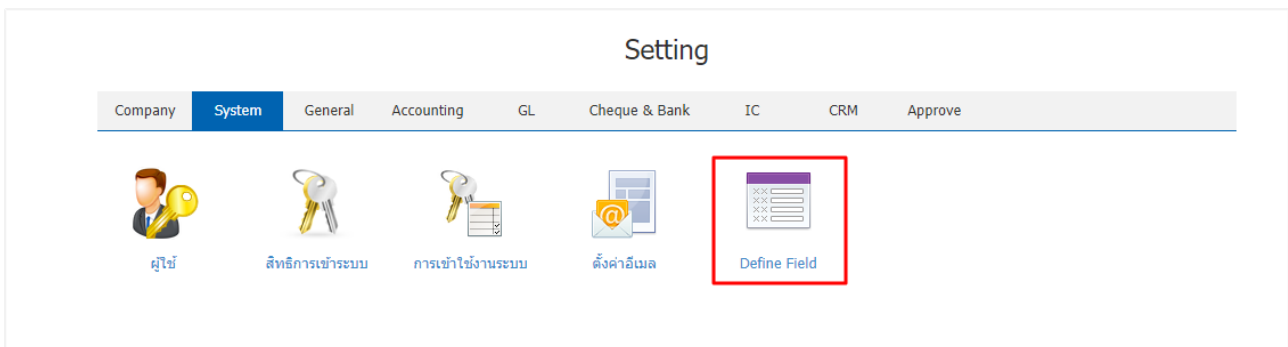 Setting
Company System General Accounting GL Cheque & Bank IC CRM Approve
ผู้ใช้ สิทธิการเข้าระบบ การเข้าใช้งานระบบ ตั้งค่าอีเมล Define Field